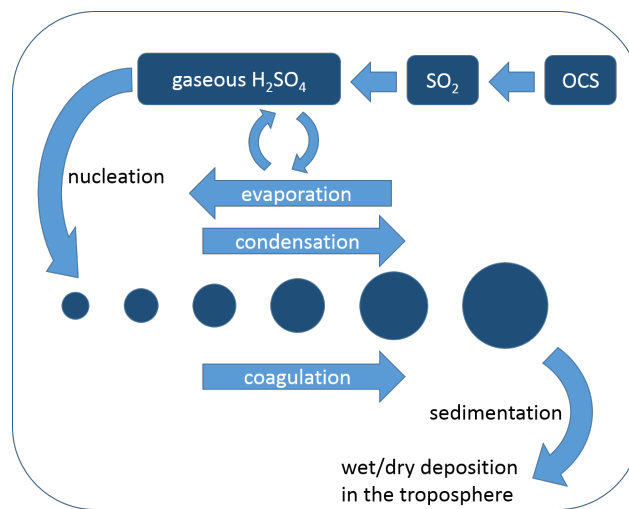 gaseous H₂SO₄
SO₂
OCS
nucleation
evaporation
condensation
coagulation
sedimentation
wet/dry deposition
in the troposphere